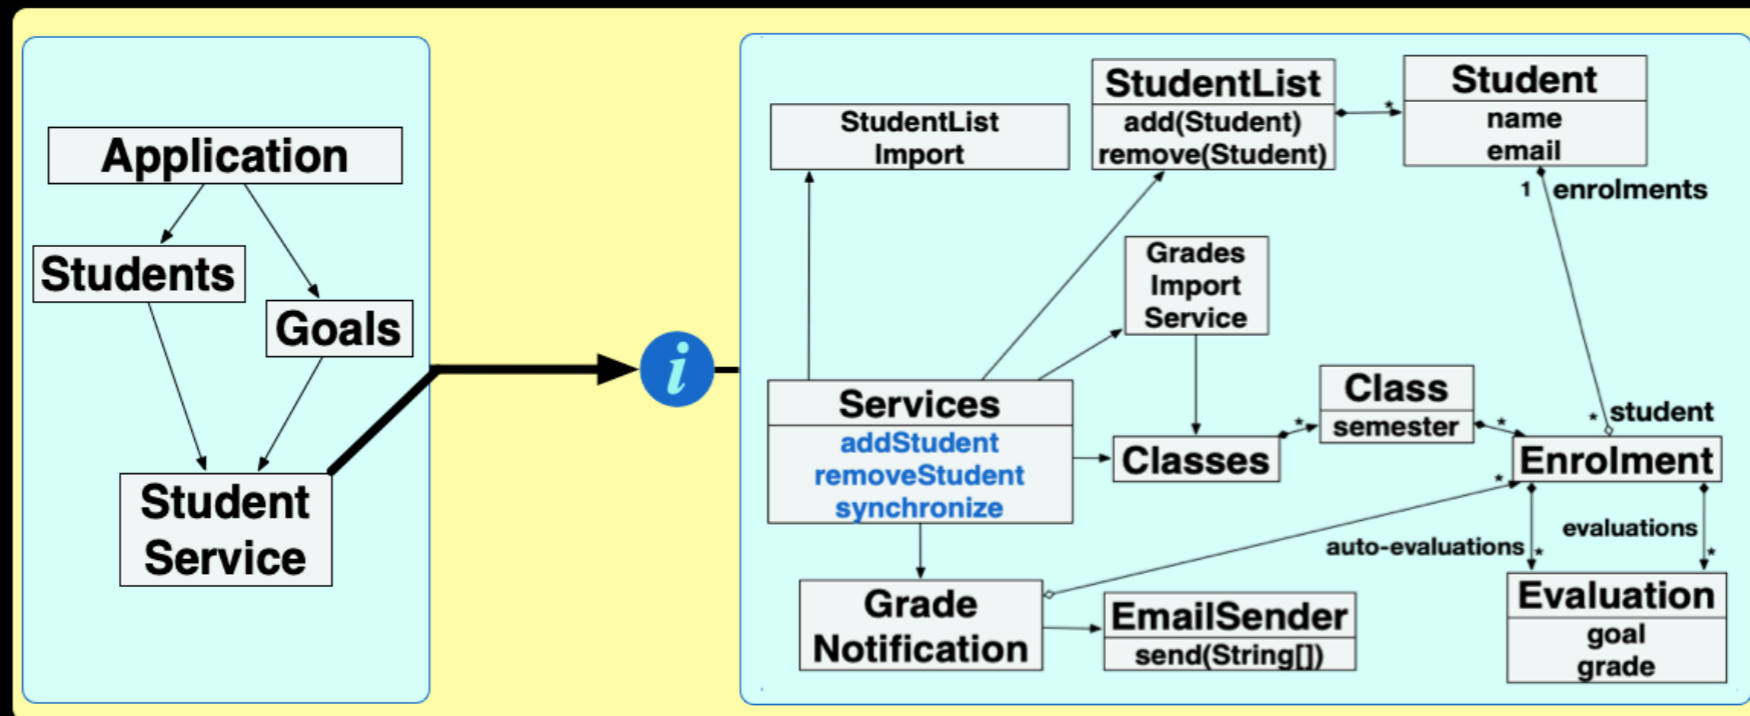 Application
Students
Goals
Student
Service
i
StudentList
Import
StudentList
add(Student)
remove(Student)
*
Student
name
email
1 enrolments
Grades
Import
Service
Services
addStudent
removeStudent
synchronize
Classes
*
Class
semester
*
* student
Enrolment
*
auto-evaluations *
evaluations
*
Grade
Notification
EmailSender
send(String[])
Evaluation
goal
grade